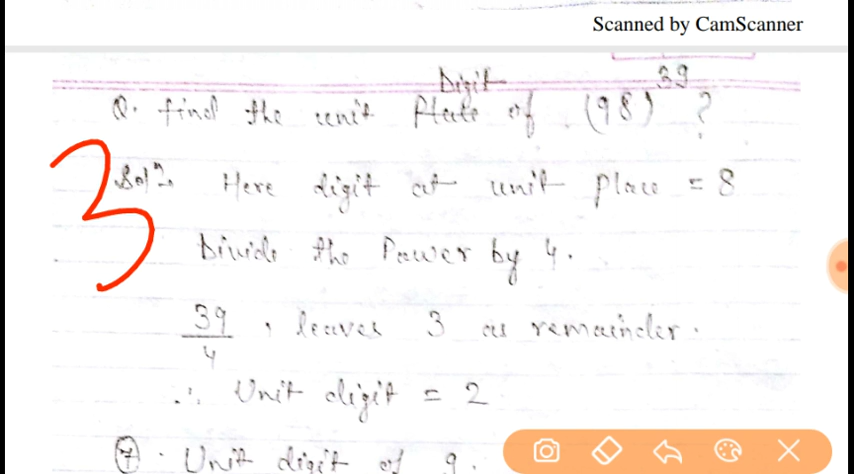 Scanned by CamScanner
Digit
Q. find the unit Place of (98)³⁹ ?
3
Solⁿ. Here digit at unit place = 8
Divide the Power by 4.
39/4 , leaves 3 as remainder.
∴ Unit digit = 2
⑦ . Unit digit of 9.